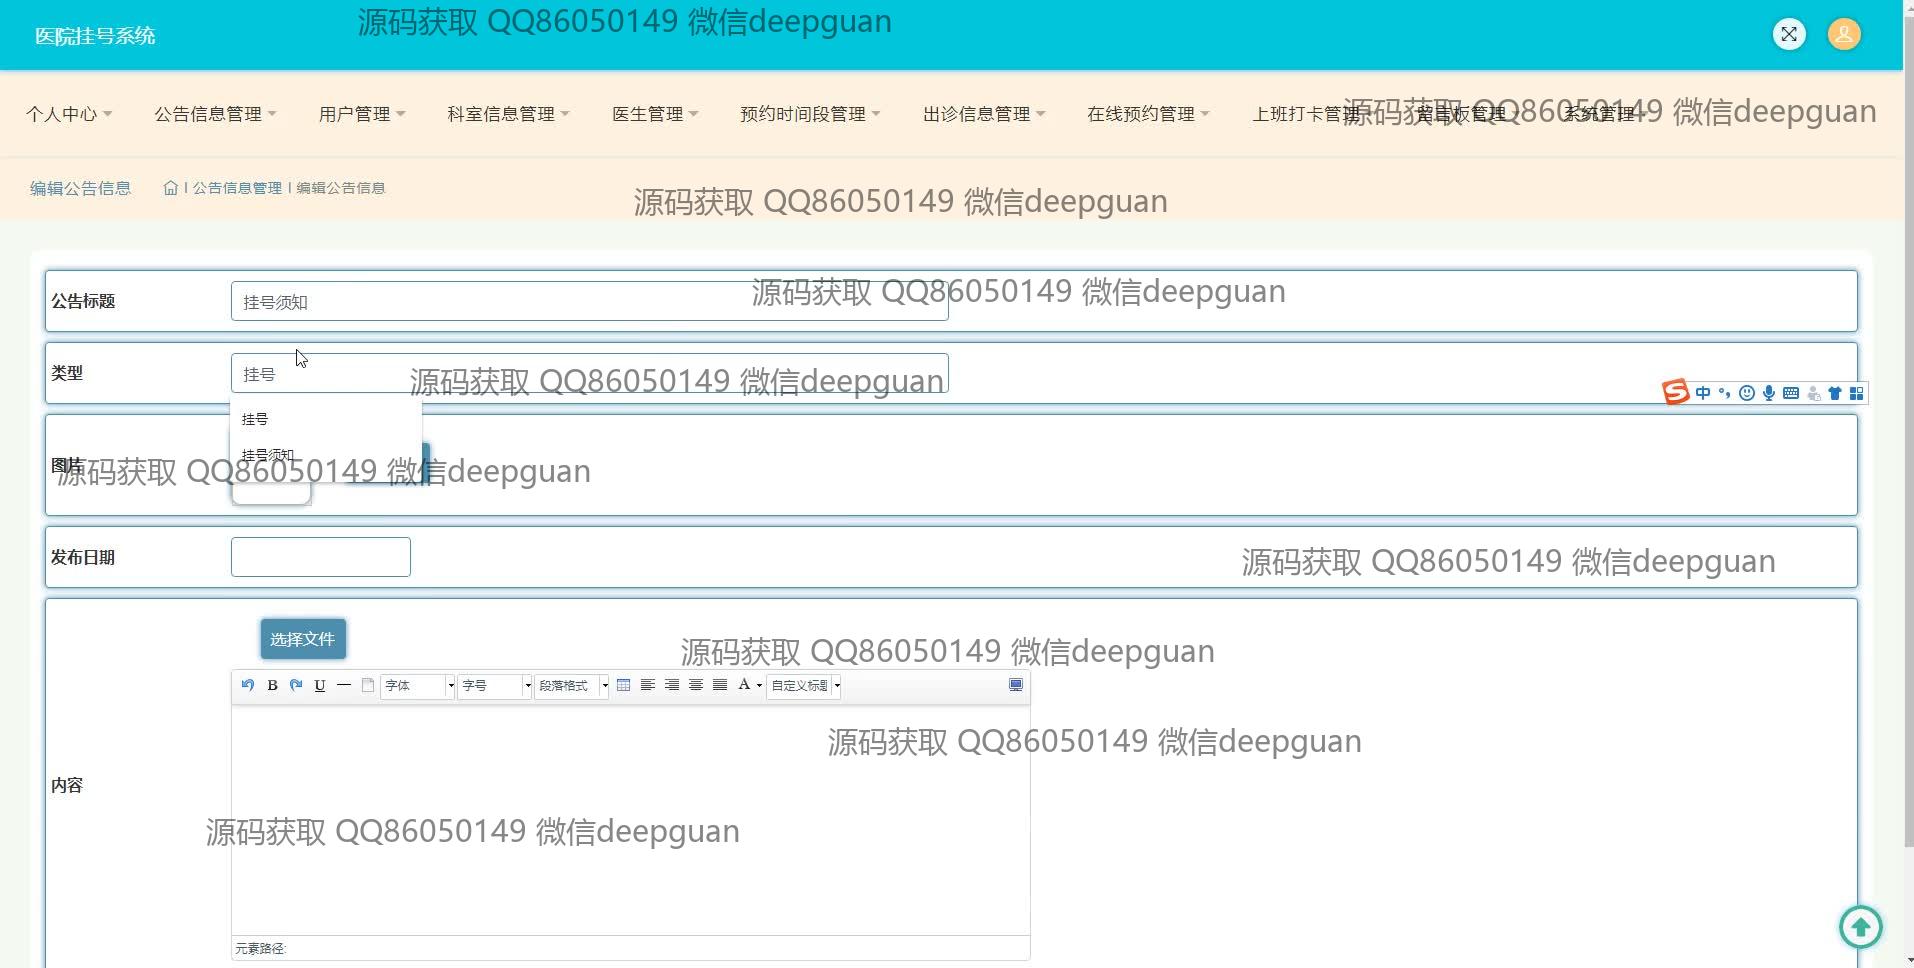 医院挂号系统
源码获取 QQ86050149 微信deepguan
个人中心 公告信息管理 用户管理 科室信息管理 医生管理 预约时间段管理 出诊信息管理 在线预约管理 上班打卡管理 留言板管理 系统管理
源码获取 QQ86050149 微信deepguan
编辑公告信息 公告信息管理 编辑公告信息
源码获取 QQ86050149 微信deepguan
公告标题 挂号须知
源码获取 QQ86050149 微信deepguan
类型 挂号
源码获取 QQ86050149 微信deepguan
中
挂号
挂号须知
图片
源码获取 QQ86050149 微信deepguan
发布日期
源码获取 QQ86050149 微信deepguan
选择文件
源码获取 QQ86050149 微信deepguan
B U 字体 字号 段落格式 A 自定义标题
源码获取 QQ86050149 微信deepguan
内容
源码获取 QQ86050149 微信deepguan
元素路径: